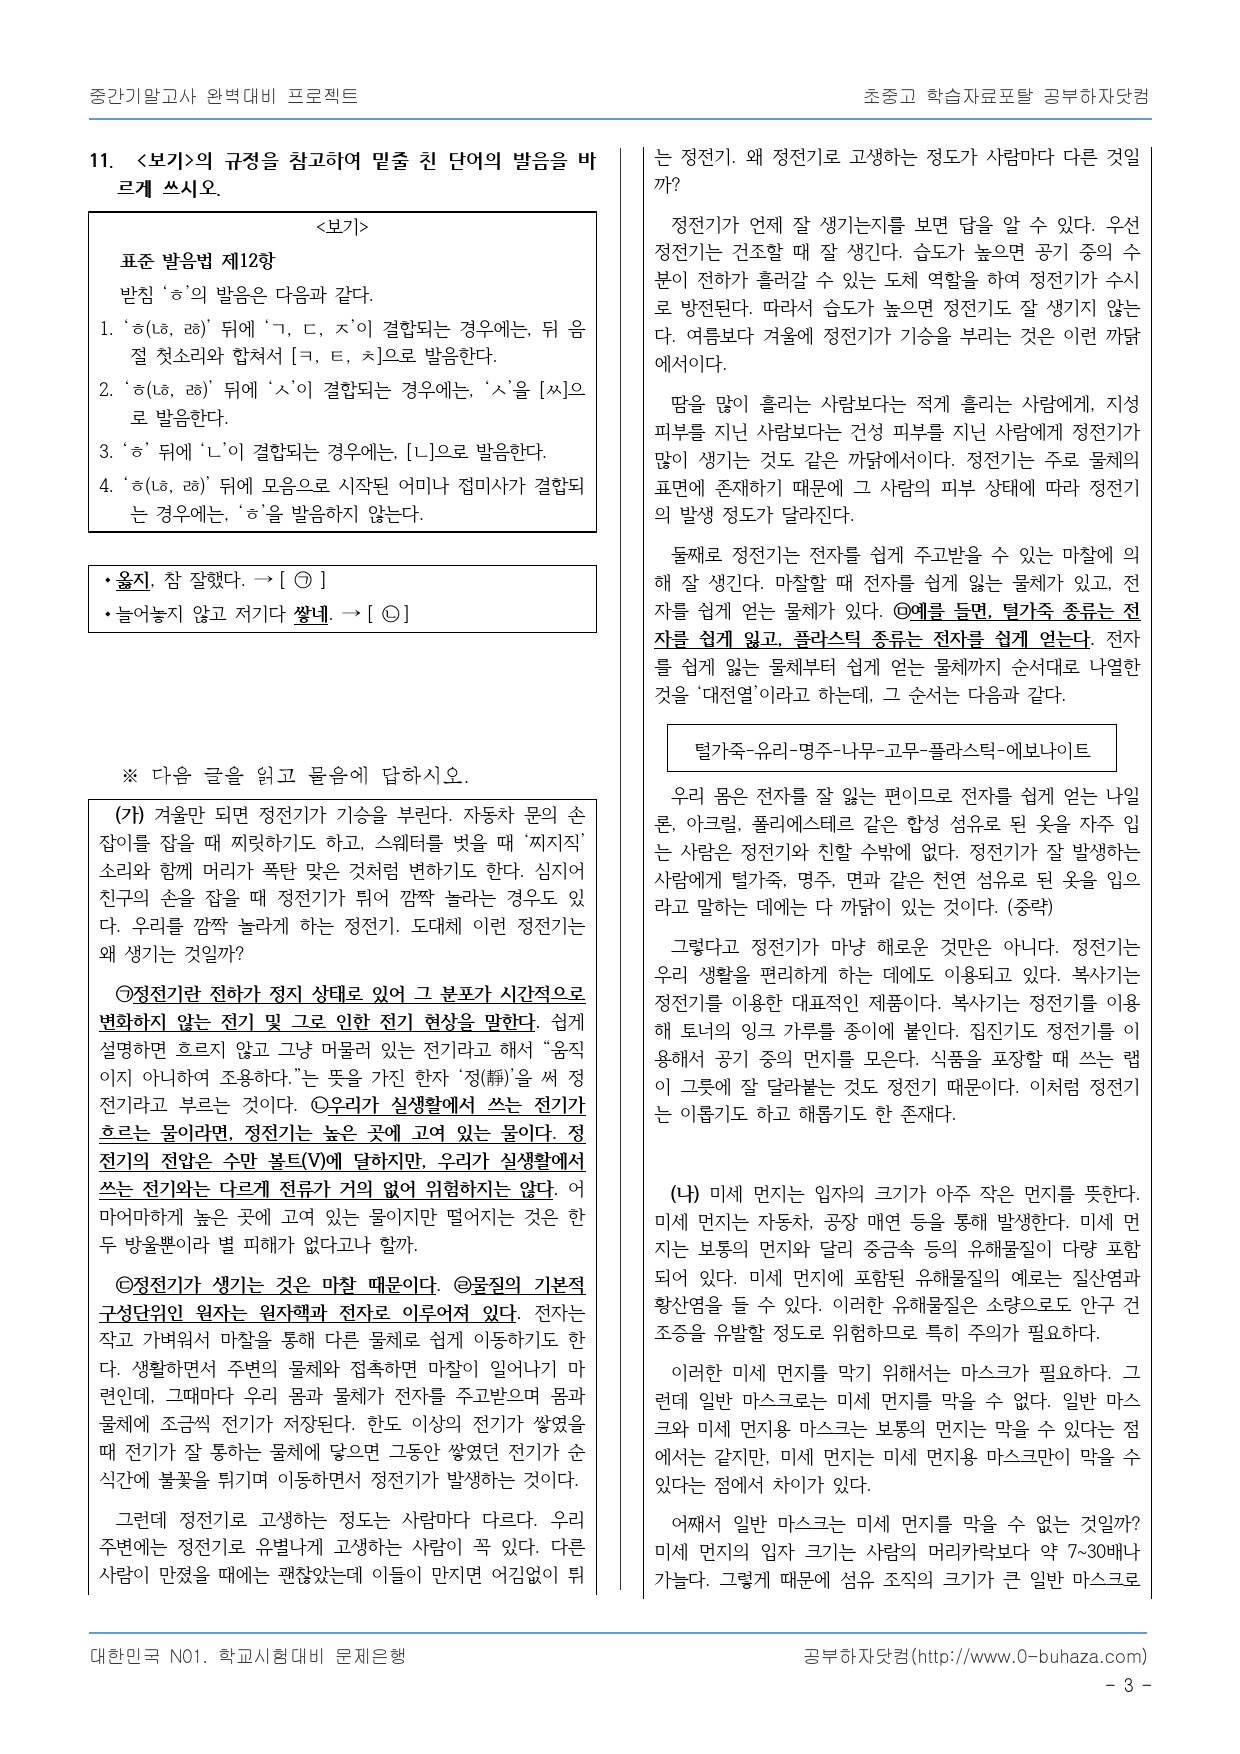 중간기말고사 완벽대비 프로젝트
초중고 학습자료포탈 공부하자닷컴
11. <보기>의 규정을 참고하여 밑줄 친 단어의 발음을 바
르게 쓰시오.
<보기>
표준 발음법 제12항
받침 ‘ㅎ’의 발음은 다음과 같다.
1. ‘ㅎ(ㄶ, ㅀ)’ 뒤에 ‘ㄱ, ㄷ, ㅈ’이 결합되는 경우에는, 뒤 음
절 첫소리와 합쳐서 [ㅋ, ㅌ, ㅊ]으로 발음한다.
2. ‘ㅎ(ㄶ, ㅀ)’ 뒤에 ‘ㅅ’이 결합되는 경우에는, ‘ㅅ’을 [ㅆ]으
로 발음한다.
3. ‘ㅎ’ 뒤에 ‘ㄴ’이 결합되는 경우에는, [ㄴ]으로 발음한다.
4. ‘ㅎ(ㄶ, ㅀ)’ 뒤에 모음으로 시작된 어미나 접미사가 결합되
는 경우에는, ‘ㅎ’을 발음하지 않는다.
• 옳지, 참 잘했다. → [ ㉠ ]
• 늘어놓지 않고 저기다 쌓네. → [ ㉡ ]
※ 다음 글을 읽고 물음에 답하시오.
(가) 겨울만 되면 정전기가 기승을 부린다. 자동차 문의 손
잡이를 잡을 때 찌릿하기도 하고, 스웨터를 벗을 때 ‘찌지직’
소리와 함께 머리가 폭탄 맞은 것처럼 변하기도 한다. 심지어
친구의 손을 잡을 때 정전기가 튀어 깜짝 놀라는 경우도 있
다. 우리를 깜짝 놀라게 하는 정전기. 도대체 이런 정전기는
왜 생기는 것일까?
㉠정전기란 전하가 정지 상태로 있어 그 분포가 시간적으로
변화하지 않는 전기 및 그로 인한 전기 현상을 말한다. 쉽게
설명하면 흐르지 않고 그냥 머물러 있는 전기라고 해서 “움직
이지 아니하여 조용하다.”는 뜻을 가진 한자 ‘정(靜)’을 써 정
전기라고 부르는 것이다. ㉡우리가 실생활에서 쓰는 전기가
흐르는 물이라면, 정전기는 높은 곳에 고여 있는 물이다. 정
전기의 전압은 수만 볼트(V)에 달하지만, 우리가 실생활에서
쓰는 전기와는 다르게 전류가 거의 없어 위험하지는 않다. 어
마어마하게 높은 곳에 고여 있는 물이지만 떨어지는 것은 한
두 방울뿐이라 별 피해가 없다고나 할까.
㉢정전기가 생기는 것은 마찰 때문이다. ㉣물질의 기본적
구성단위인 원자는 원자핵과 전자로 이루어져 있다. 전자는
작고 가벼워서 마찰을 통해 다른 물체로 쉽게 이동하기도 한
다. 생활하면서 주변의 물체와 접촉하면 마찰이 일어나기 마
련인데, 그때마다 우리 몸과 물체가 전자를 주고받으며 몸과
물체에 조금씩 전기가 저장된다. 한도 이상의 전기가 쌓였을
때 전기가 잘 통하는 물체에 닿으면 그동안 쌓였던 전기가 순
식간에 불꽃을 튀기며 이동하면서 정전기가 발생하는 것이다.
그런데 정전기로 고생하는 정도는 사람마다 다르다. 우리
주변에는 정전기로 유별나게 고생하는 사람이 꼭 있다. 다른
사람이 만졌을 때에는 괜찮았는데 이들이 만지면 어김없이 튀
는 정전기. 왜 정전기로 고생하는 정도가 사람마다 다른 것일
까?
정전기가 언제 잘 생기는지를 보면 답을 알 수 있다. 우선
정전기는 건조할 때 잘 생긴다. 습도가 높으면 공기 중의 수
분이 전하가 흘러갈 수 있는 도체 역할을 하여 정전기가 수시
로 방전된다. 따라서 습도가 높으면 정전기도 잘 생기지 않는
다. 여름보다 겨울에 정전기가 기승을 부리는 것은 이런 까닭
에서이다.
땀을 많이 흘리는 사람보다는 적게 흘리는 사람에게, 지성
피부를 지닌 사람보다는 건성 피부를 지닌 사람에게 정전기가
많이 생기는 것도 같은 까닭에서이다. 정전기는 주로 물체의
표면에 존재하기 때문에 그 사람의 피부 상태에 따라 정전기
의 발생 정도가 달라진다.
둘째로 정전기는 전자를 쉽게 주고받을 수 있는 마찰에 의
해 잘 생긴다. 마찰할 때 전자를 쉽게 잃는 물체가 있고, 전
자를 쉽게 얻는 물체가 있다. ㉤예를 들면, 털가죽 종류는 전
자를 쉽게 잃고, 플라스틱 종류는 전자를 쉽게 얻는다. 전자
를 쉽게 잃는 물체부터 쉽게 얻는 물체까지 순서대로 나열한
것을 ‘대전열’이라고 하는데, 그 순서는 다음과 같다.
털가죽-유리-명주-나무-고무-플라스틱-에보나이트
우리 몸은 전자를 잘 잃는 편이므로 전자를 쉽게 얻는 나일
론, 아크릴, 폴리에스테르 같은 합성 섬유로 된 옷을 자주 입
는 사람은 정전기와 친할 수밖에 없다. 정전기가 잘 발생하는
사람에게 털가죽, 명주, 면과 같은 천연 섬유로 된 옷을 입으
라고 말하는 데에는 다 까닭이 있는 것이다. (중략)
그렇다고 정전기가 마냥 해로운 것만은 아니다. 정전기는
우리 생활을 편리하게 하는 데에도 이용되고 있다. 복사기는
정전기를 이용한 대표적인 제품이다. 복사기는 정전기를 이용
해 토너의 잉크 가루를 종이에 붙인다. 집진기도 정전기를 이
용해서 공기 중의 먼지를 모은다. 식품을 포장할 때 쓰는 랩
이 그릇에 잘 달라붙는 것도 정전기 때문이다. 이처럼 정전기
는 이롭기도 하고 해롭기도 한 존재다.
(나) 미세 먼지는 입자의 크기가 아주 작은 먼지를 뜻한다.
미세 먼지는 자동차, 공장 매연 등을 통해 발생한다. 미세 먼
지는 보통의 먼지와 달리 중금속 등의 유해물질이 다량 포함
되어 있다. 미세 먼지에 포함된 유해물질의 예로는 질산염과
황산염을 들 수 있다. 이러한 유해물질은 소량으로도 안구 건
조증을 유발할 정도로 위험하므로 특히 주의가 필요하다.
이러한 미세 먼지를 막기 위해서는 마스크가 필요하다. 그
런데 일반 마스크로는 미세 먼지를 막을 수 없다. 일반 마스
크와 미세 먼지용 마스크는 보통의 먼지는 막을 수 있다는 점
에서는 같지만, 미세 먼지는 미세 먼지용 마스크만이 막을 수
있다는 점에서 차이가 있다.
어째서 일반 마스크는 미세 먼지를 막을 수 없는 것일까?
미세 먼지의 입자 크기는 사람의 머리카락보다 약 7~30배나
가늘다. 그렇게 때문에 섬유 조직의 크기가 큰 일반 마스크로
대한민국 N01. 학교시험대비 문제은행
공부하자닷컴(http://www.0-buhaza.com)
- 3 -